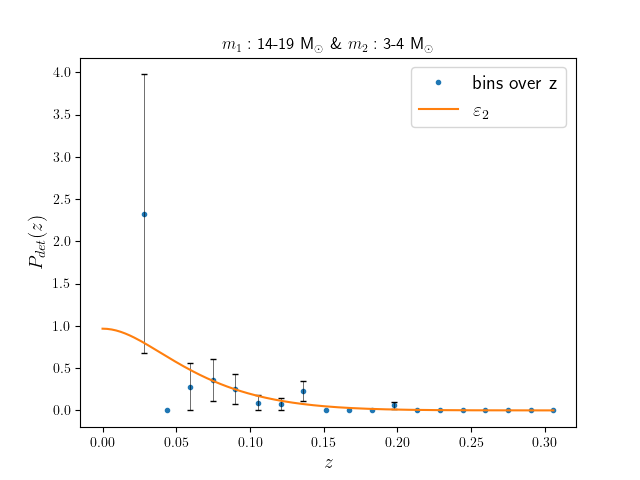 m₁ : 14-19 M⊙ & m₂ : 3-4 M⊙
bins over z
ε₂
P_det(z)
4.0
3.5
3.0
2.5
2.0
1.5
1.0
0.5
0.0
0.00 0.05 0.10 0.15 0.20 0.25 0.30
z